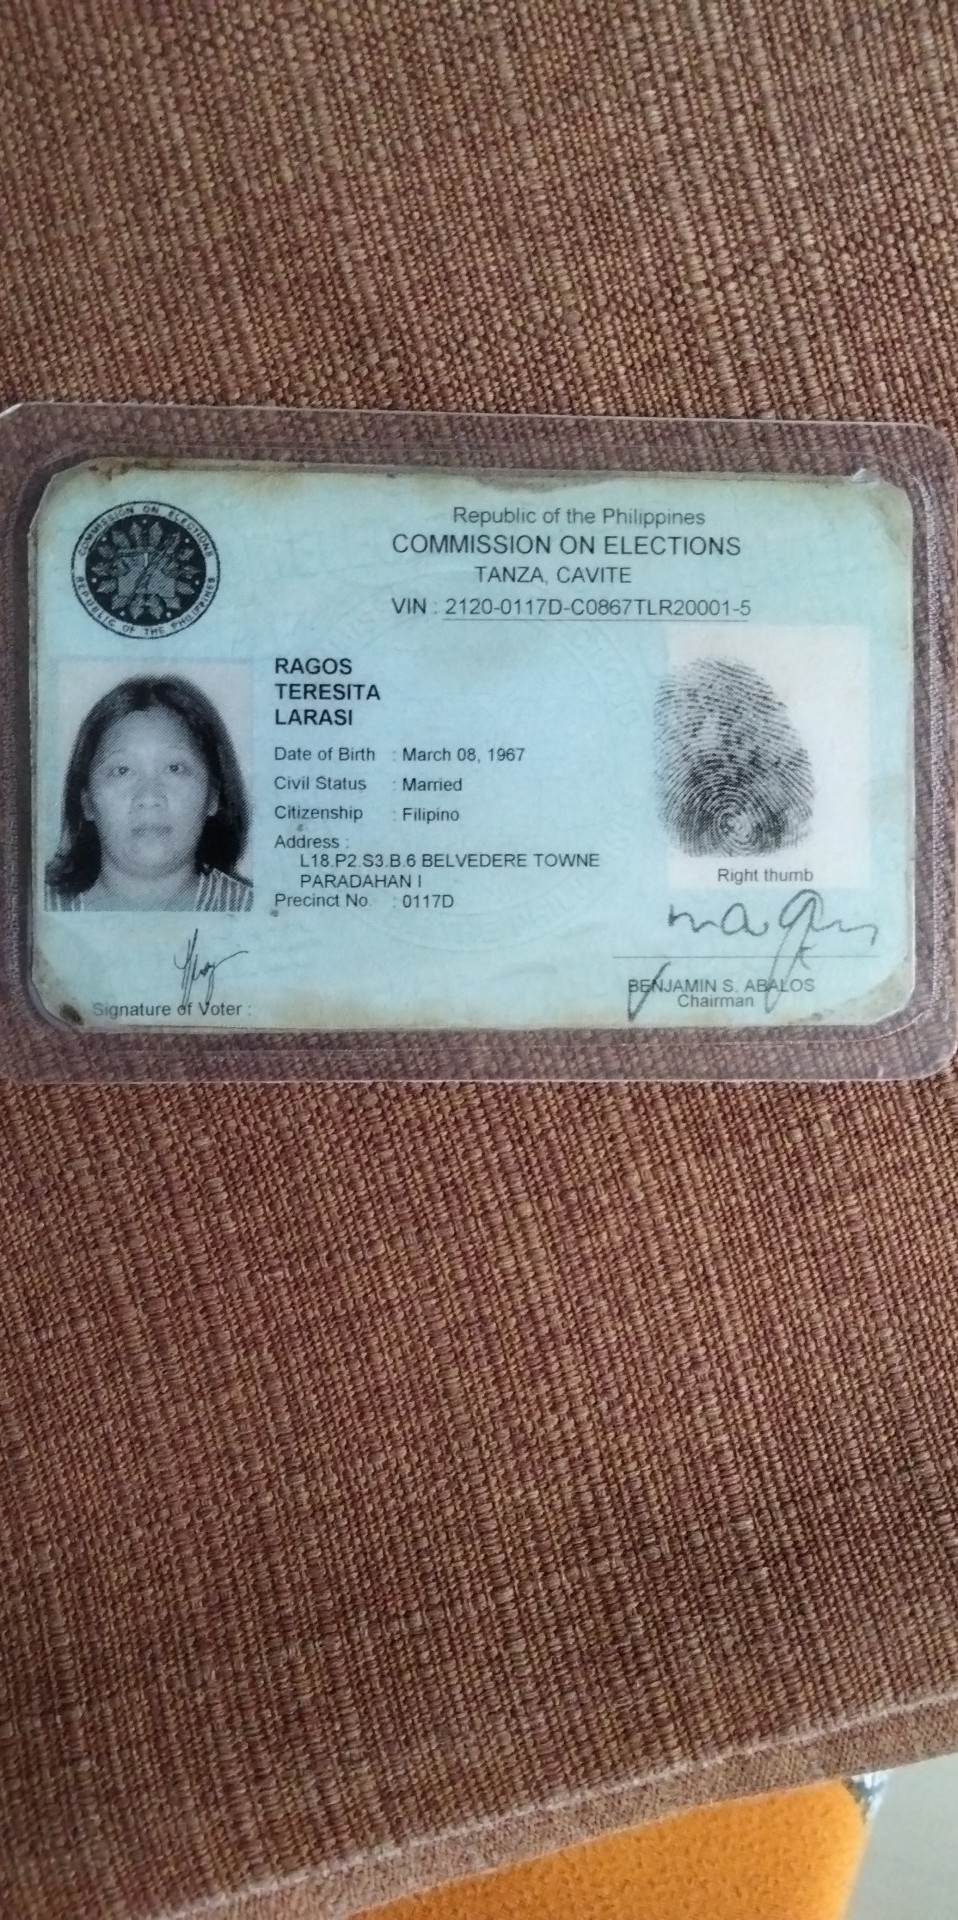 Republic of the Philippines
COMMISSION ON ELECTIONS
TANZA, CAVITE
VIN : 2120-0117D-C0867TLR20001-5
COMMISSION ON ELECTIONS
REPUBLIC OF THE PHILIPPINES
RAGOS
TERESITA
LARASI
Date of Birth : March 08, 1967
Civil Status : Married
Citizenship : Filipino
Address :
L18.P2.S3.B.6 BELVEDERE TOWNE
PARADAHAN I
Precinct No. : 0117D
Right thumb
Signature of Voter :
BENJAMIN S. ABALOS
Chairman